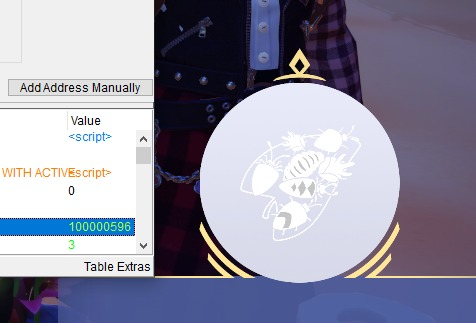 Add Address Manually
Value
<script>
WITH ACTIVE
script>
0
100000596
3
Table Extras